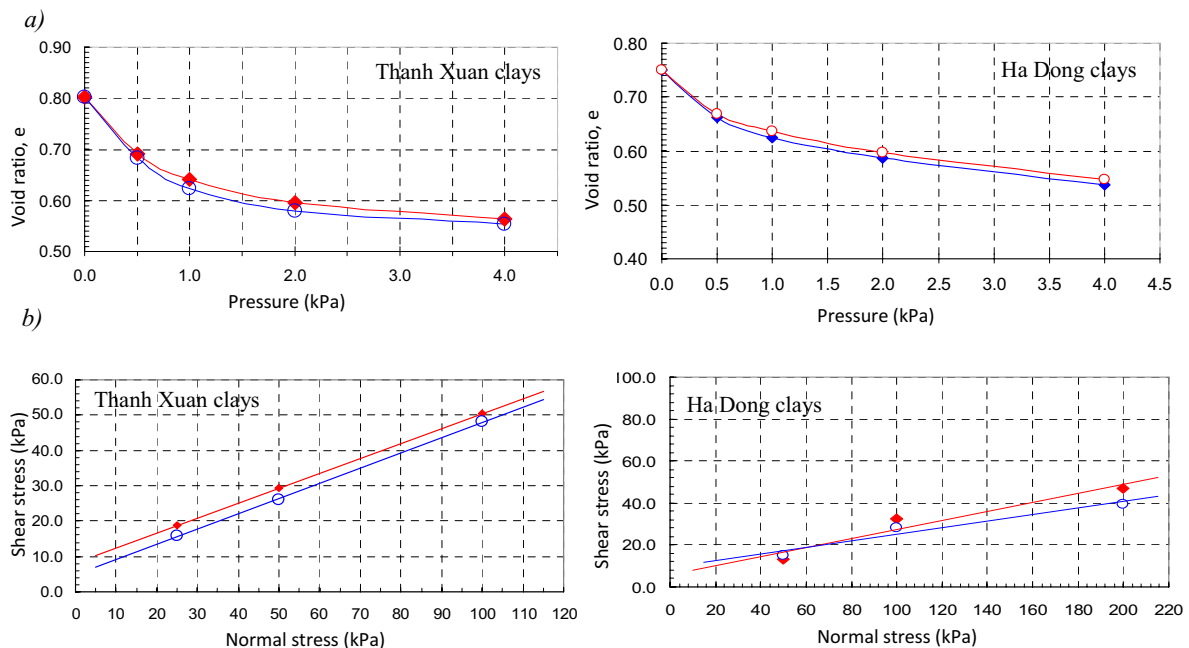 a)
Thanh Xuan clays
Void ratio, e
0.90
0.80
0.70
0.60
0.50
0.0 1.0 2.0 3.0 4.0
Pressure (kPa)
Ha Dong clays
Void ratio, e
0.80
0.70
0.60
0.50
0.40
0.0 0.5 1.0 1.5 2.0 2.5 3.0 3.5 4.0 4.5
Pressure (kPa)
b)
Thanh Xuan clays
Shear stress (kPa)
60.0
50.0
40.0
30.0
20.0
10.0
0.0
0 10 20 30 40 50 60 70 80 90 100 110 120
Normal stress (kPa)
Ha Dong clays
Shear stress (kPa)
100.0
80.0
60.0
40.0
20.0
0.0
0 20 40 60 80 100 120 140 160 180 200 220
Normal stress (kPa)